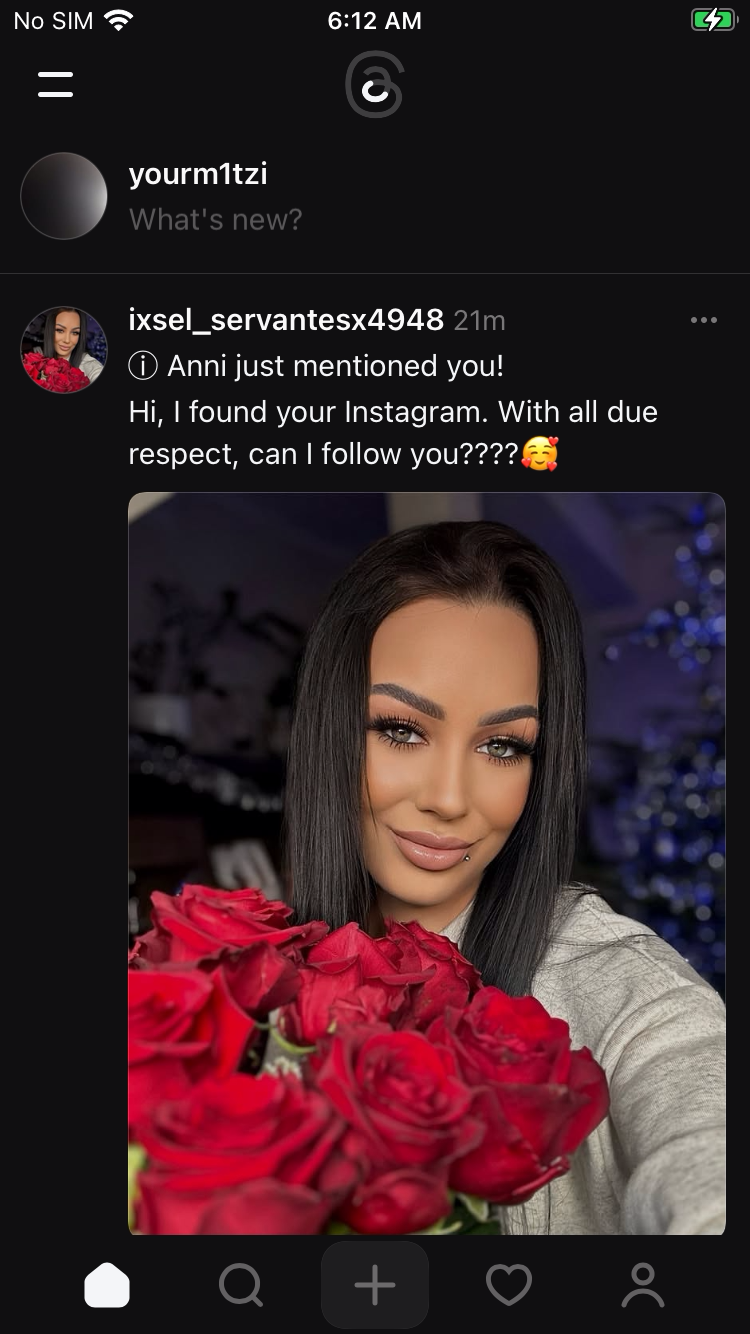 No SIM 6:12 AM
yourm1tzi
What's new?
ixsel_servantesx4948 21m
ⓘ Anni just mentioned you!
Hi, I found your Instagram. With all due
respect, can I follow you????🥰